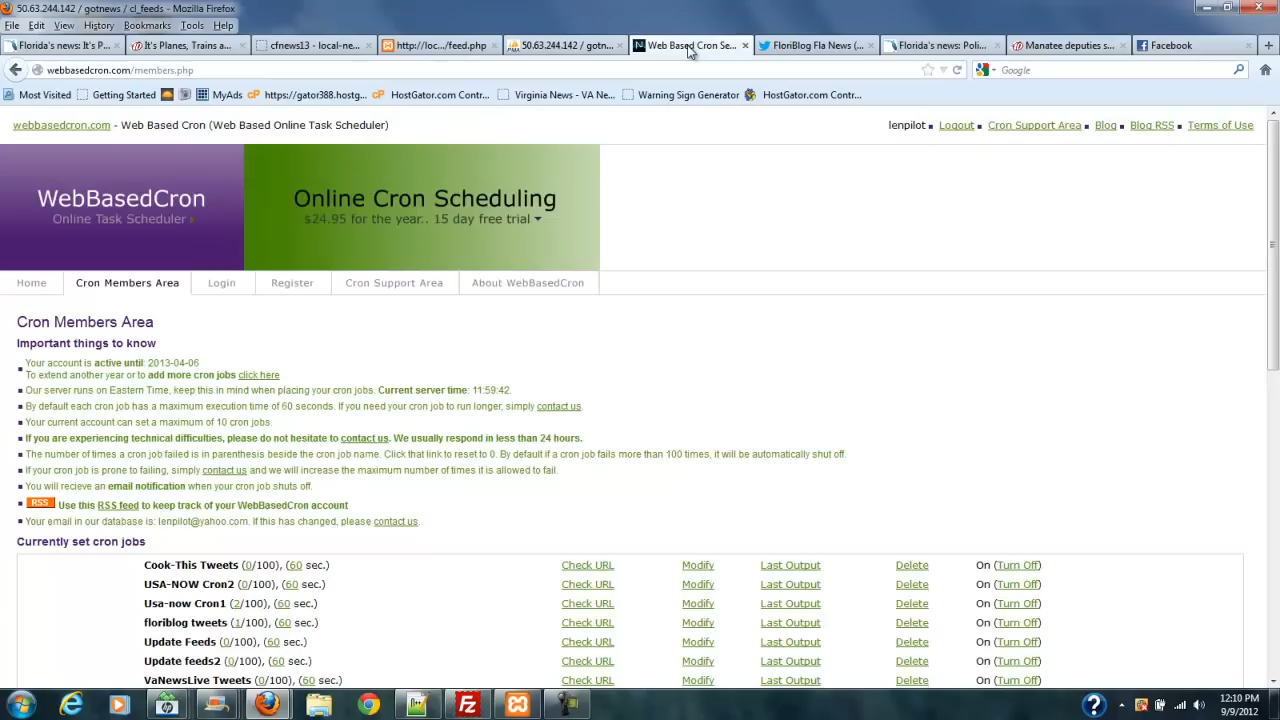 50.63.244.142 / gotnews / cl_feeds - Mozilla Firefox
File Edit View History Bookmarks Tools Help
Florida's news: It's P...
It's Planes, Trains a...
cfnews13 - local-ne...
http://loc.../feed.php
50.63.244.142 / gotn...
Web Based Cron Se...
FloriBlog Fla News (...
Florida's news: Poli...
Manatee deputies s...
Facebook
webbasedcron.com/members.php
Google
Most Visited
Getting Started
MyAds
https://gator388.hostg...
HostGator.com Contr...
Virginia News - VA Ne...
Warning Sign Generator
HostGator.com Contr...
webbasedcron.com - Web Based Cron (Web Based Online Task Scheduler)
lenpilot Logout Cron Support Area Blog Blog RSS Terms of Use
WebBasedCron
Online Task Scheduler
Online Cron Scheduling
$24.95 for the year.. 15 day free trial
Home Cron Members Area Login Register Cron Support Area About WebBasedCron
Cron Members Area
Important things to know
Your account is active until: 2013-04-06
To extend another year or to add more cron jobs click here
Our server runs on Eastern Time, keep this in mind when placing your cron jobs. Current server time: 11:59:42.
By default each cron job has a maximum execution time of 60 seconds. If you need your cron job to run longer, simply contact us.
Your current account can set a maximum of 10 cron jobs.
If you are experiencing technical difficulties, please do not hesitate to contact us. We usually respond in less than 24 hours.
The number of times a cron job failed is in parenthesis beside the cron job name. Click that link to reset to 0. By default if a cron job fails more than 100 times, it will be automatically shut off.
If your cron job is prone to failing, simply contact us and we will increase the maximum number of times it is allowed to fail.
You will recieve an email notification when your cron job shuts off.
RSS Use this RSS feed to keep track of your WebBasedCron account
Your email in our database is: lenpilot@yahoo.com. If this has changed, please contact us.
Currently set cron jobs
Cook-This Tweets (0/100), (60 sec.) Check URL Modify Last Output Delete On (Turn Off)
USA-NOW Cron2 (0/100), (60 sec.) Check URL Modify Last Output Delete On (Turn Off)
Usa-now Cron1 (2/100), (60 sec.) Check URL Modify Last Output Delete On (Turn Off)
floriblog tweets (1/100), (60 sec.) Check URL Modify Last Output Delete On (Turn Off)
Update Feeds (0/100), (60 sec.) Check URL Modify Last Output Delete On (Turn Off)
Update feeds2 (0/100), (60 sec.) Check URL Modify Last Output Delete On (Turn Off)
VaNewsLive Tweets (0/100), (60 sec.) Check URL Modify Last Output Delete On (Turn Off)
12:10 PM
9/9/2012